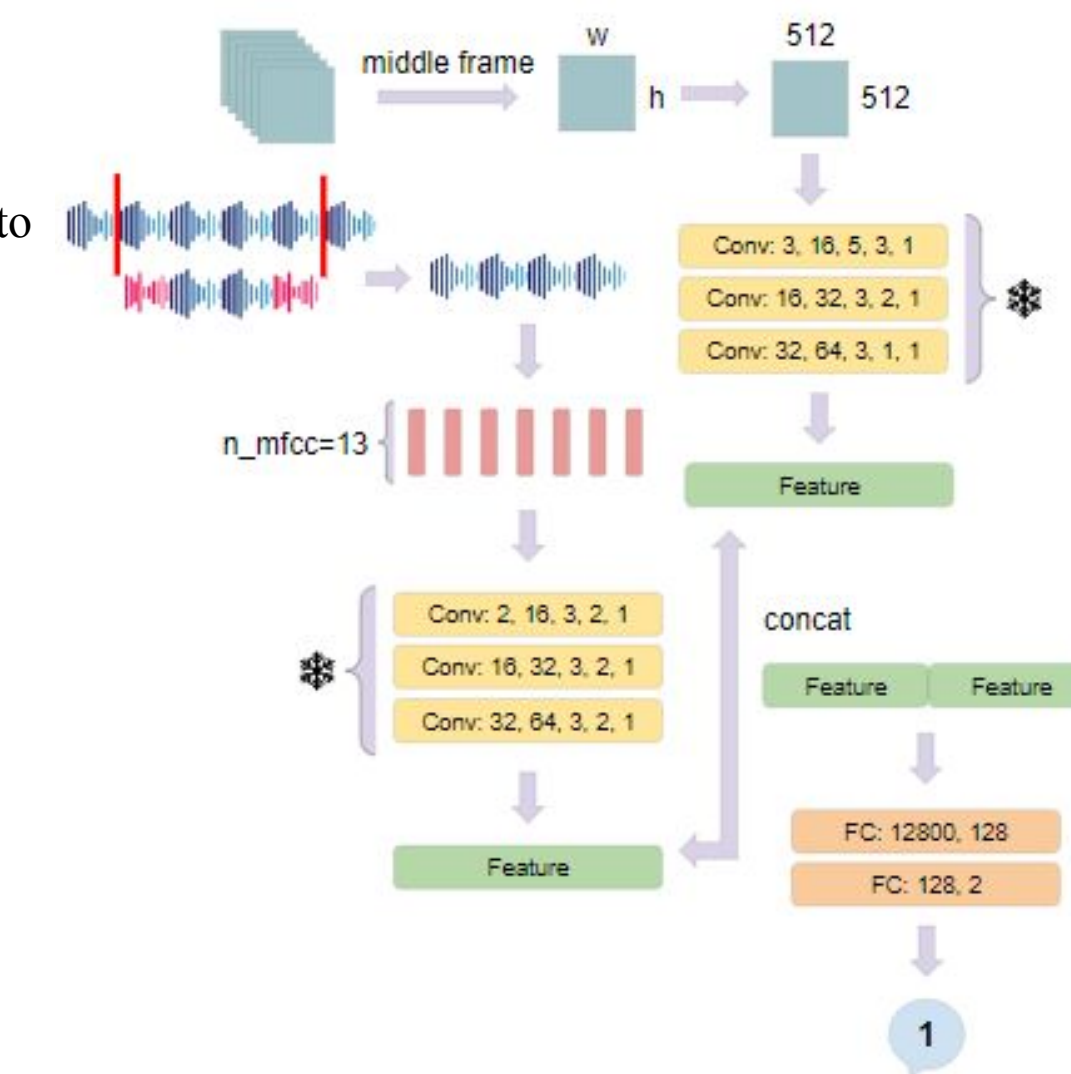 middle frame
w
h
512
512
to
Conv: 3, 16, 5, 3, 1
Conv: 16, 32, 3, 2, 1
Conv: 32, 64, 3, 1, 1
n_mfcc=13
Feature
Conv: 2, 16, 3, 2, 1
Conv: 16, 32, 3, 2, 1
Conv: 32, 64, 3, 2, 1
Feature
concat
Feature Feature
FC: 12800, 128
FC: 128, 2
1